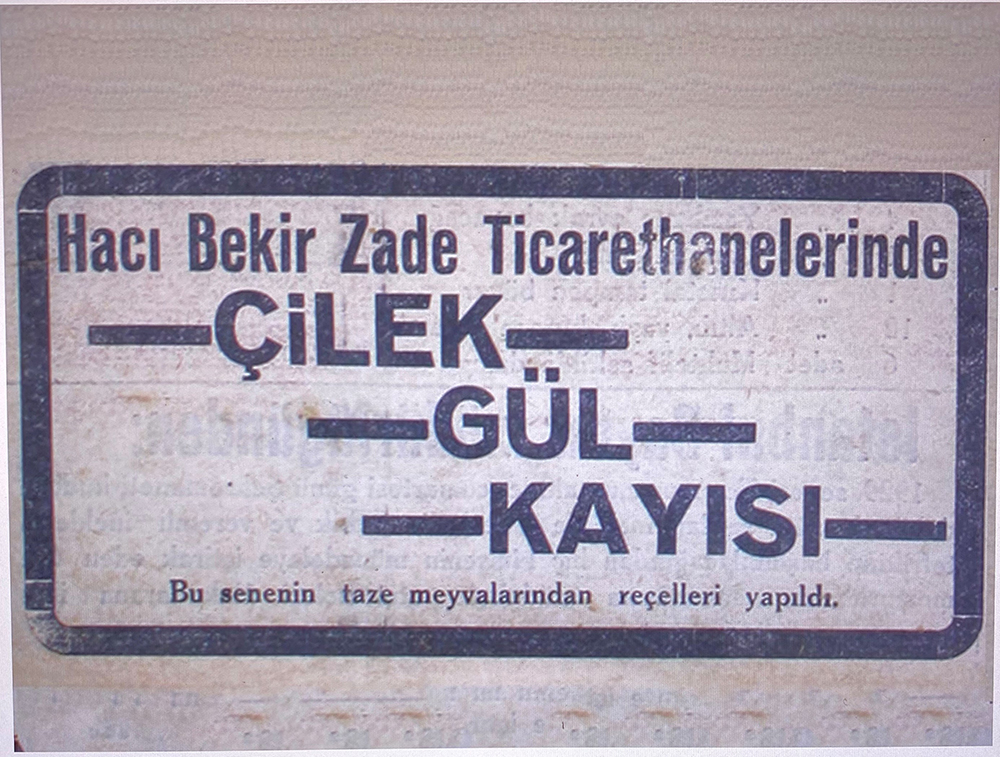 Hacı Bekir Zade Ticarethanelerinde
—ÇİLEK—
—GÜL—
—KAYISI—
Bu senenin taze meyvalarından reçelleri yapıldı.